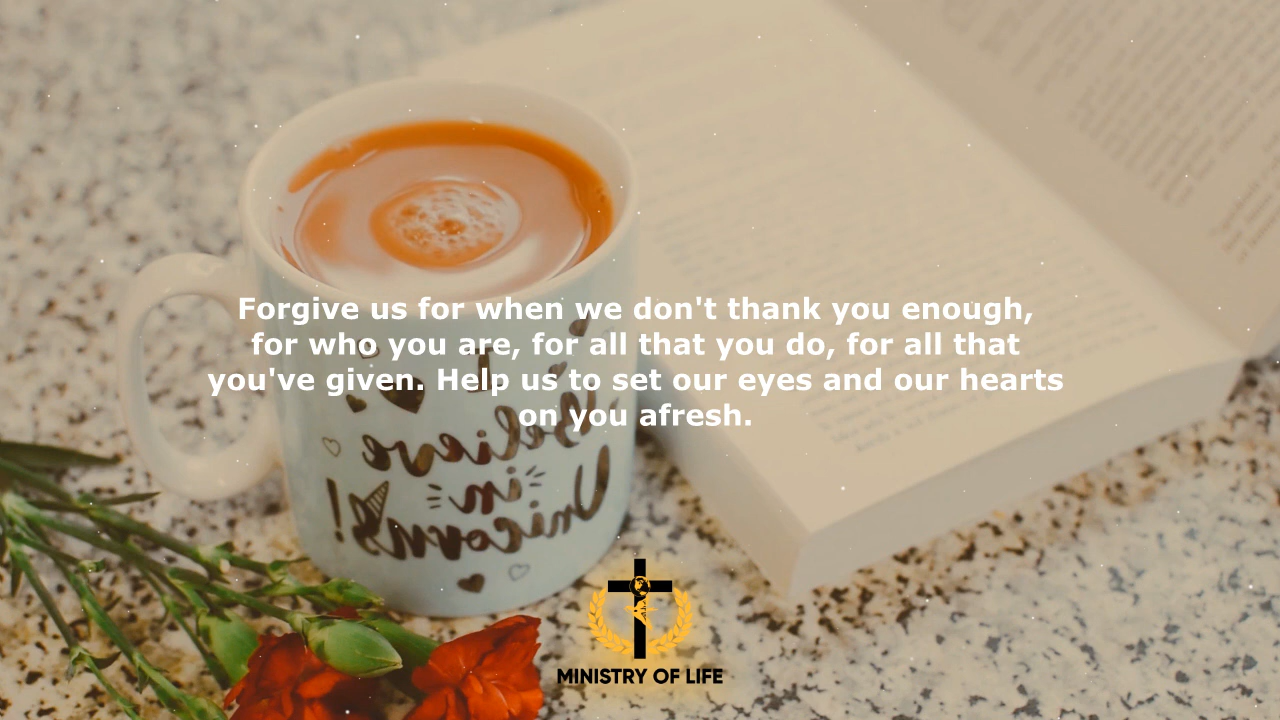 Forgive us for when we don't thank you enough,
for who you are, for all that you do, for all that
you've given. Help us to set our eyes and our hearts
on you afresh.
I
Believe
in
Unicorns!
MINISTRY OF LIFE